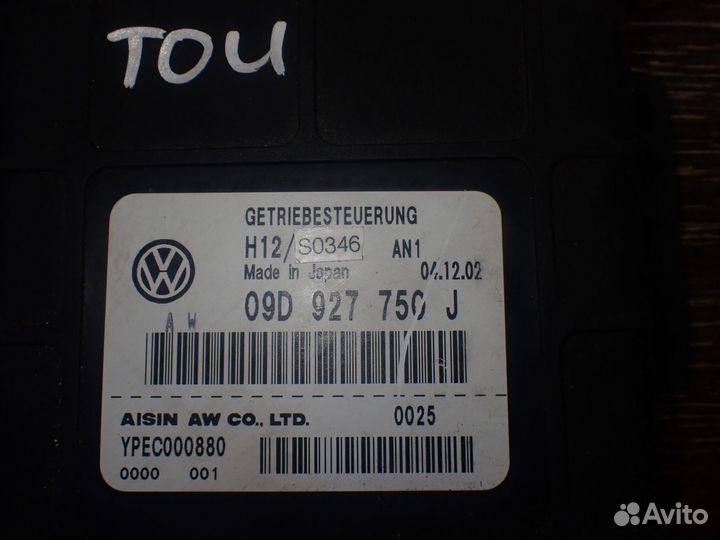 TOU
GETRIEBESTEUERUNG
H12/S0346 AN1
Made in Japan 04.12.02
09D 927 750 J
A W
AISIN AW CO., LTD. 0025
YPEC000880
0000 001
Avito